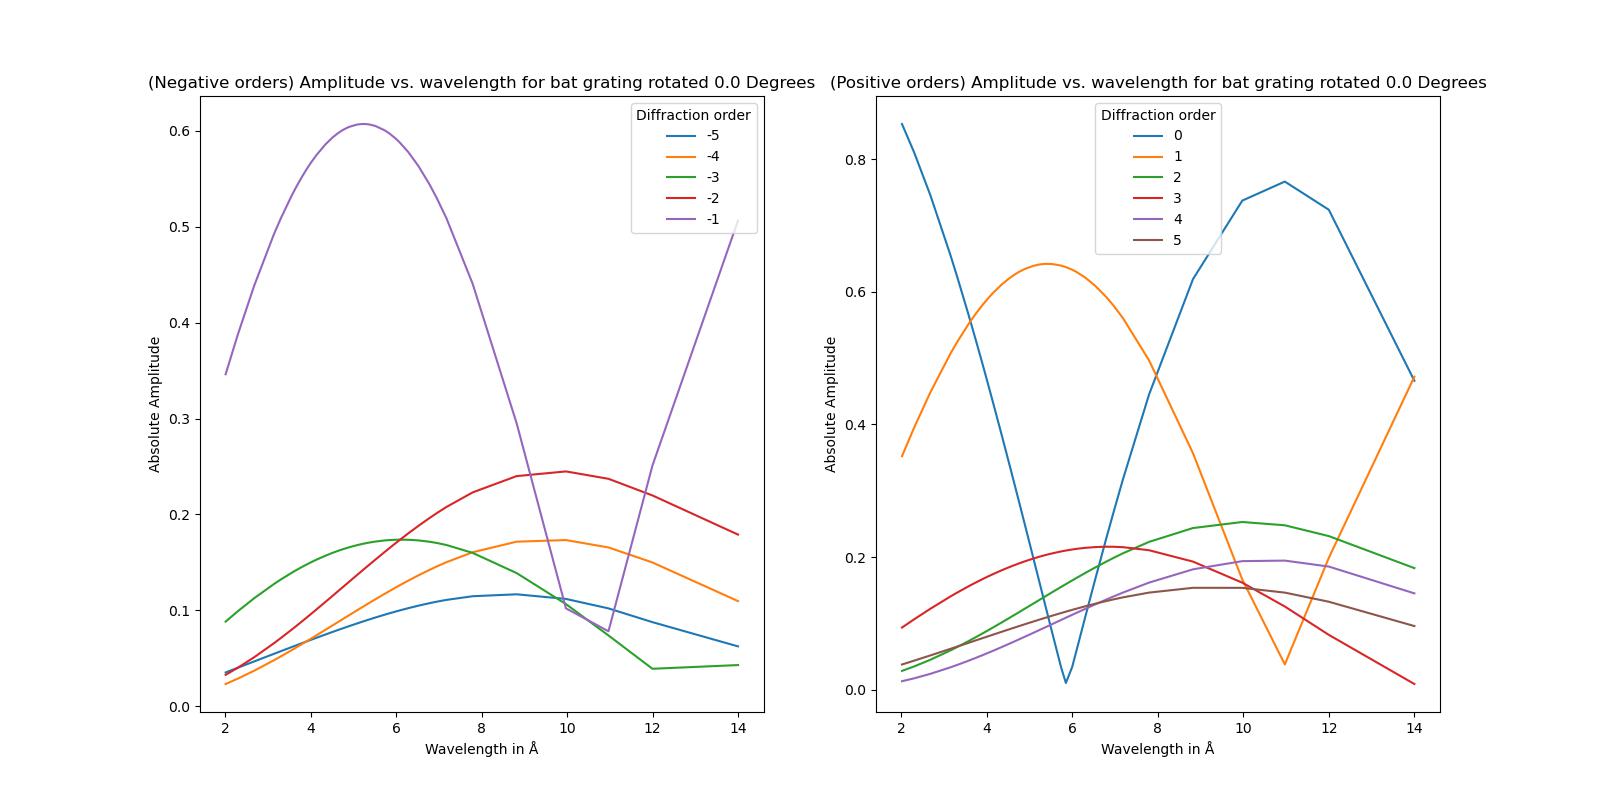 (Negative orders) Amplitude vs. wavelength for bat grating rotated 0.0 Degrees
Absolute Amplitude
0.6
0.5
0.4
0.3
0.2
0.1
0.0
Diffraction order
-5
-4
-3
-2
-1
2 4 6 8 10 12 14
Wavelength in Å
(Positive orders) Amplitude vs. wavelength for bat grating rotated 0.0 Degrees
Absolute Amplitude
0.8
0.6
0.4
0.2
0.0
Diffraction order
0
1
2
3
4
5
2 4 6 8 10 12 14
Wavelength in Å